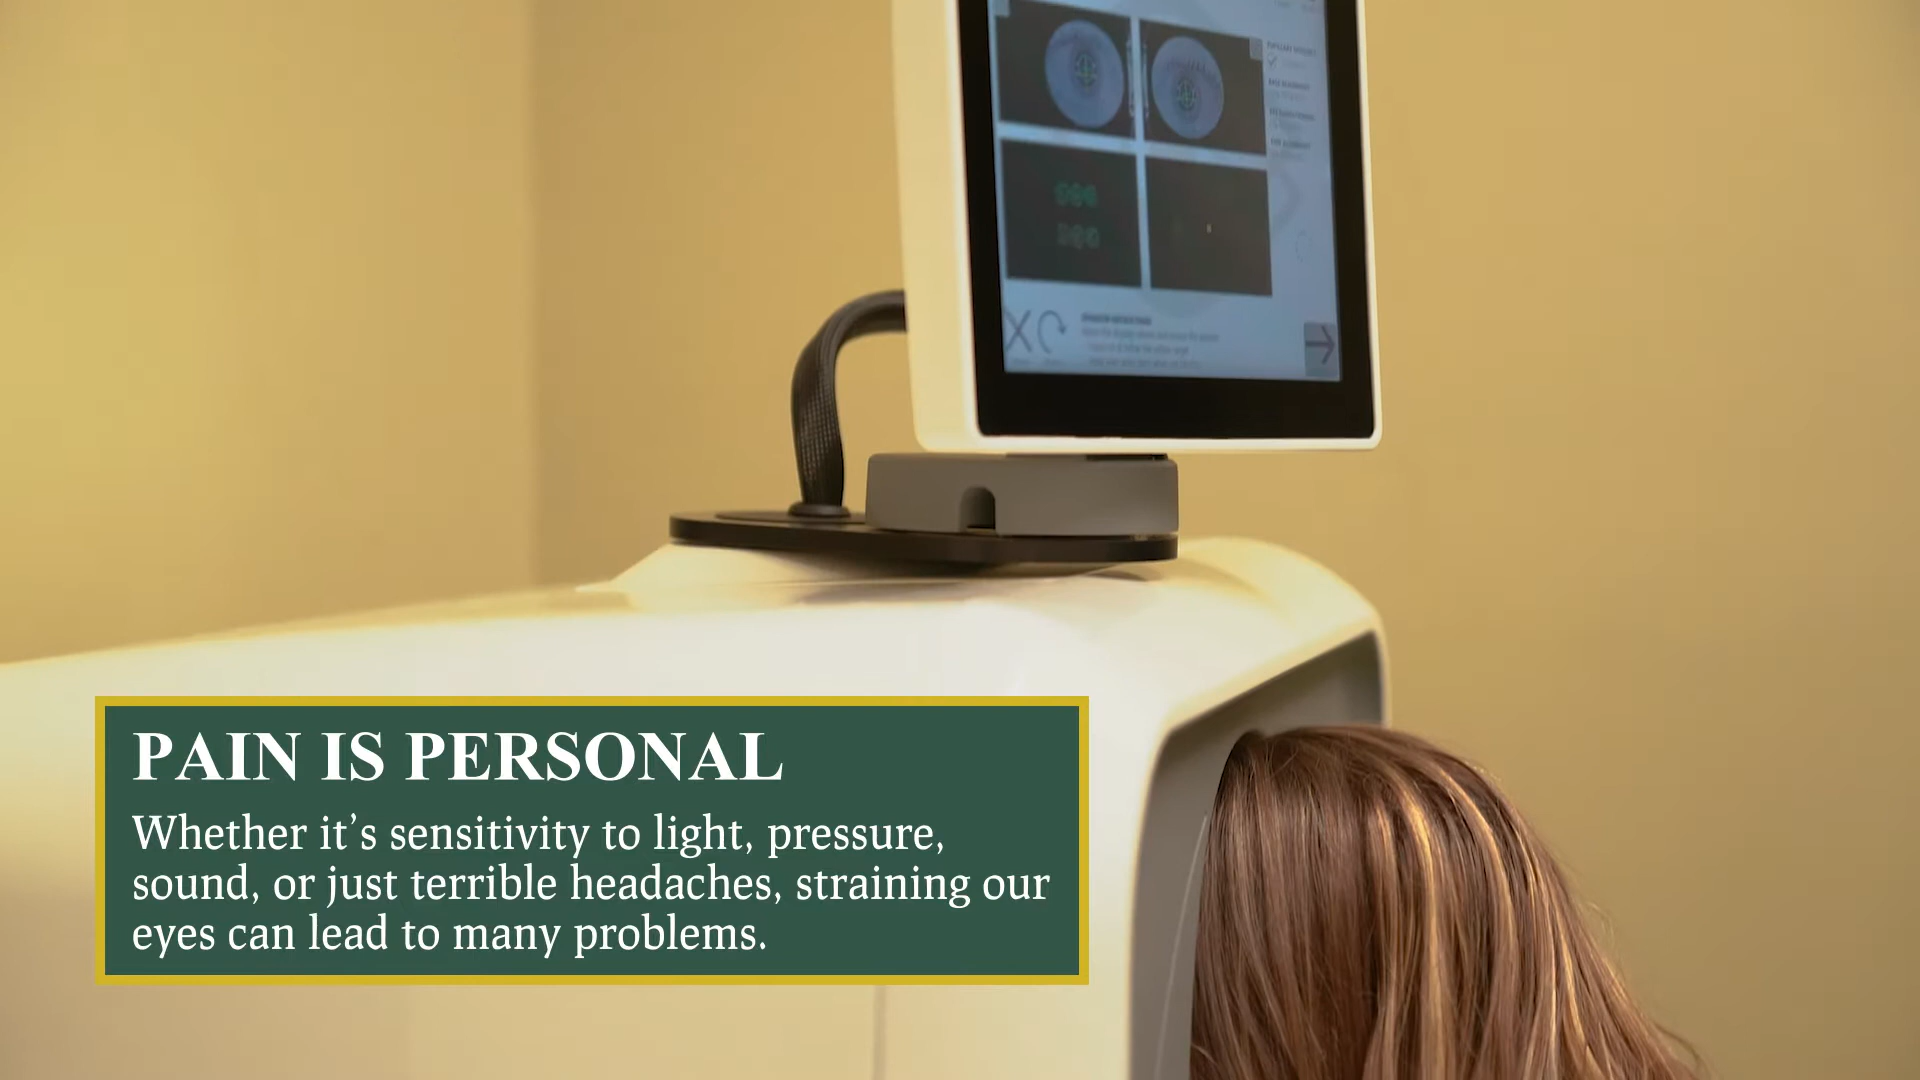 PAIN IS PERSONAL
Whether it’s sensitivity to light, pressure,
sound, or just terrible headaches, straining our
eyes can lead to many problems.